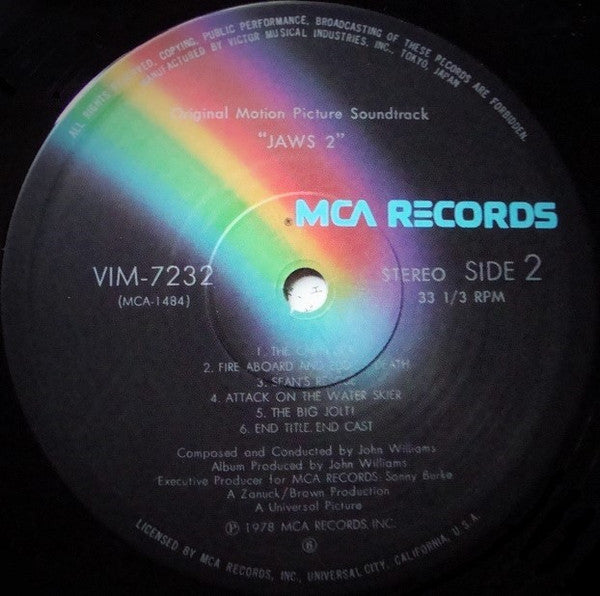 ALL RIGHTS RESERVED. COPYING, PUBLIC PERFORMANCE, BROADCASTING OF THESE RECORDS ARE FORBIDDEN.
MANUFACTURED BY VICTOR MUSICAL INDUSTRIES, INC., TOKYO, JAPAN
Original Motion Picture Soundtrack
"JAWS 2"
® MCA RECORDS
VIM-7232
(MCA-1484)
STEREO SIDE 2
33 1/3 RPM
1. THE
2. FIRE ABOARD AND
3. SEAN'S
4. ATTACK ON THE WATER SKIER
5. THE BIG JOLT!
6. END TITLE, END CAST
Composed and Conducted by John Williams
Album Produced by John Williams
Executive Producer for MCA RECORDS: Sonny Burke
A Zanuck/Brown Production
A Universal Picture
Ⓟ 1978 MCA RECORDS, INC.
LICENSED BY MCA RECORDS, INC., UNIVERSAL CITY, CALIFORNIA, U.S.A.